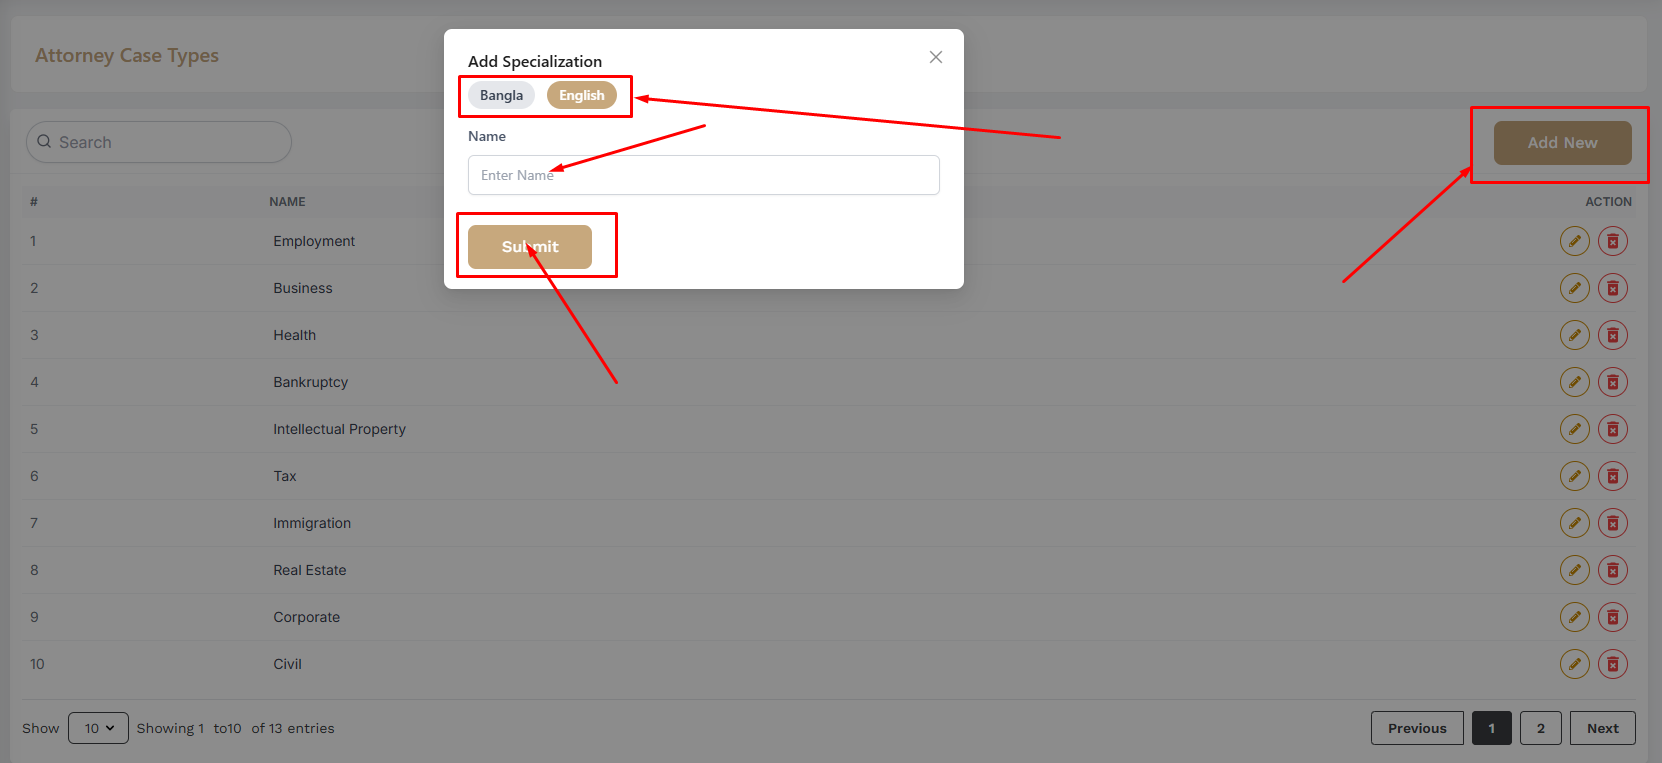 Attorney Case Types
Add Specialization
Bangla English
Name
Enter Name
Submit
Search
Add New
# NAME ACTION
1 Employment
2 Business
3 Health
4 Bankruptcy
5 Intellectual Property
6 Tax
7 Immigration
8 Real Estate
9 Corporate
10 Civil
Show 10 Showing 1 to10 of 13 entries Previous 1 2 Next